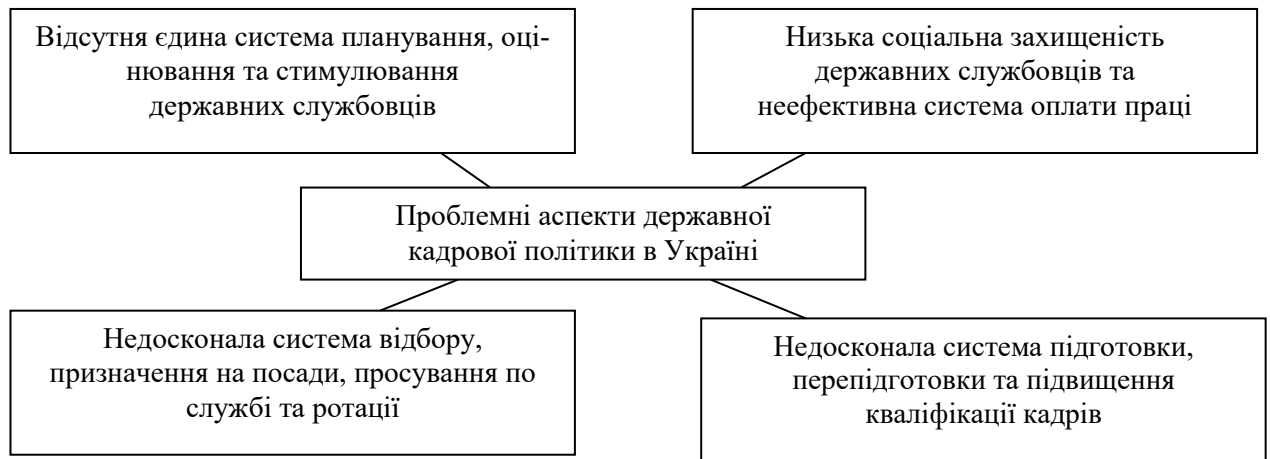 Відсутня єдина система планування, оці-
нювання та стимулювання
державних службовців
Низька соціальна захищеність
державних службовців та
неефективна система оплати праці
Проблемні аспекти державної
кадрової політики в Україні
Недосконала система відбору,
призначення на посади, просування по
службі та ротації
Недосконала система підготовки,
перепідготовки та підвищення
кваліфікації кадрів